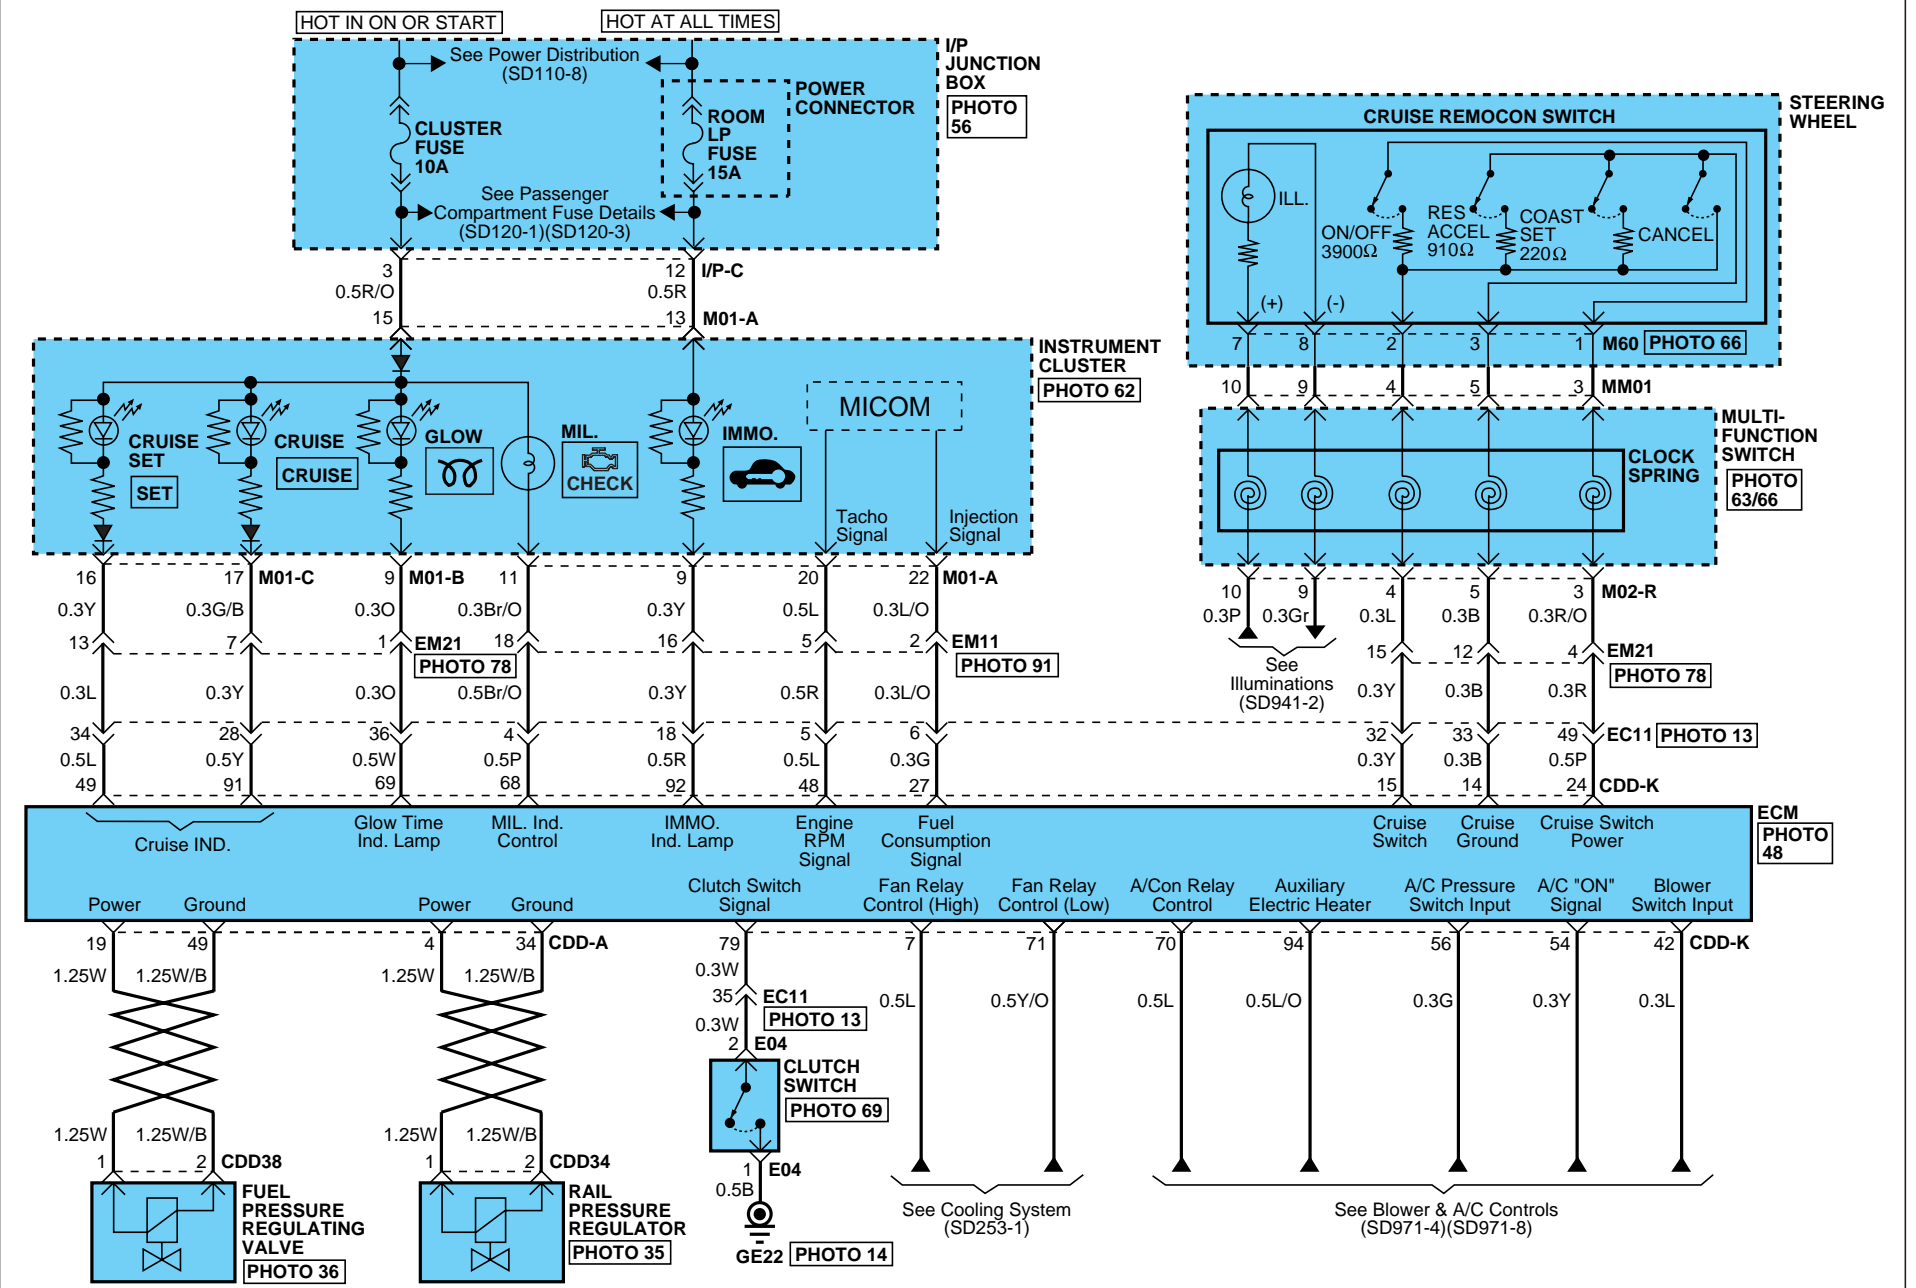 HOT IN ON OR START
HOT AT ALL TIMES
See Power Distribution
(SD110-8)
I/P
JUNCTION
BOX
PHOTO
56
POWER
CONNECTOR
CLUSTER
FUSE
10A
ROOM
LP
FUSE
15A
See Passenger
Compartment Fuse Details
(SD120-1)(SD120-3)
3 12 I/P-C
0.5R/O 0.5R
15 13 M01-A
STEERING
WHEEL
CRUISE REMOCON SWITCH
ILL.
ON/OFF
3900Ω
RES
ACCEL
910Ω
COAST
SET
220Ω
CANCEL
(+) (-)
7 8 2 3 1 M60 PHOTO 66
10 9 4 5 3 MM01
INSTRUMENT
CLUSTER
PHOTO 62
CRUISE
SET
SET
CRUISE
CRUISE
GLOW
MIL.
CHECK
IMMO.
MICOM
Tacho
Signal
Injection
Signal
MULTI-
FUNCTION
SWITCH
PHOTO
63/66
CLOCK
SPRING
16 17 M01-C 9 M01-B 11 9 20 22 M01-A
0.3Y 0.3G/B 0.3O 0.3Br/O 0.3Y 0.5L 0.3L/O
13 7 1 EM21 18 16 5 2 EM11
PHOTO 78 PHOTO 91
0.3L 0.3Y 0.3O 0.5Br/O 0.3Y 0.5R 0.3L/O
34 28 36 4 18 5 6
0.5L 0.5Y 0.5W 0.5P 0.5R 0.5L 0.3G
49 91 69 68 92 48 27
10 9 4 5 3 M02-R
0.3P 0.3Gr 0.3L 0.3B 0.3R/O
See
Illuminations
(SD941-2)
15 12 4 EM21
PHOTO 78
0.3Y 0.3B 0.3R
32 33 49 EC11 PHOTO 13
0.3Y 0.3B 0.5P
15 14 24 CDD-K
ECM
PHOTO
48
Cruise IND.
Glow Time
Ind. Lamp
MIL. Ind.
Control
IMMO.
Ind. Lamp
Engine
RPM
Signal
Fuel
Consumption
Signal
Cruise
Switch
Cruise
Ground
Cruise Switch
Power
Power Ground Power Ground
Clutch Switch
Signal
Fan Relay
Control (High)
Fan Relay
Control (Low)
A/Con Relay
Control
Auxiliary
Electric Heater
A/C Pressure
Switch Input
A/C "ON"
Signal
Blower
Switch Input
19 49 4 34 CDD-A 79 7 71 70 94 56 54 42 CDD-K
1.25W 1.25W/B 1.25W 1.25W/B
0.3W
35 EC11
PHOTO 13
0.3W
2 E04
0.5L 0.5Y/O 0.5L 0.5L/O 0.3G 0.3Y 0.3L
CLUTCH
SWITCH
PHOTO 69
1 E04
0.5B
GE22 PHOTO 14
1.25W 1.25W/B 1.25W 1.25W/B
1 2 CDD38 1 2 CDD34
FUEL
PRESSURE
REGULATING
VALVE
PHOTO 36
RAIL
PRESSURE
REGULATOR
PHOTO 35
See Cooling System
(SD253-1)
See Blower & A/C Controls
(SD971-4)(SD971-8)